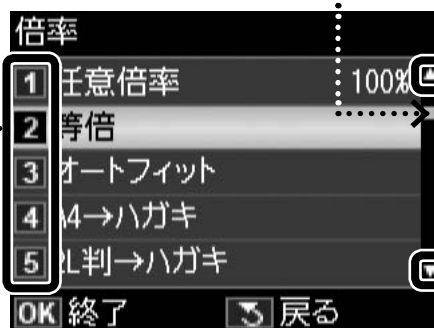 倍率
1 任意倍率 100%
2 等倍
3 オートフィット
4 A4→ハガキ
5 2L判→ハガキ
OK 終了 戻る